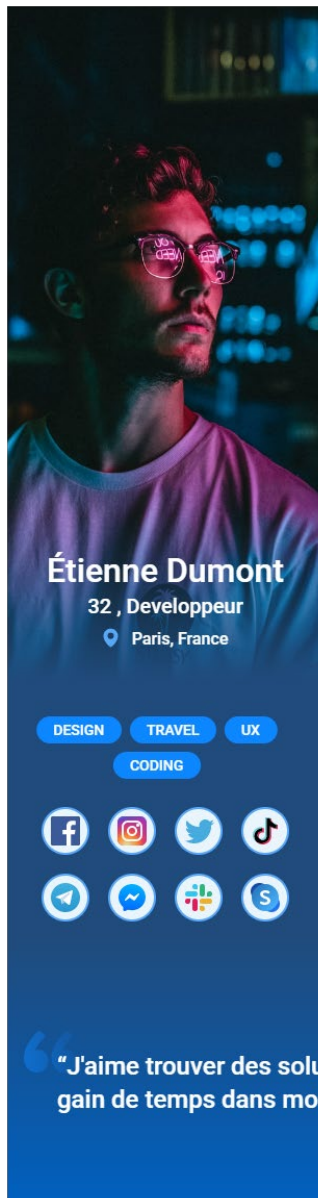 Étienne Dumont
32 , Developpeur
Paris, France
DESIGN TRAVEL UX
CODING
“J'aime trouver des solu
gain de temps dans mo